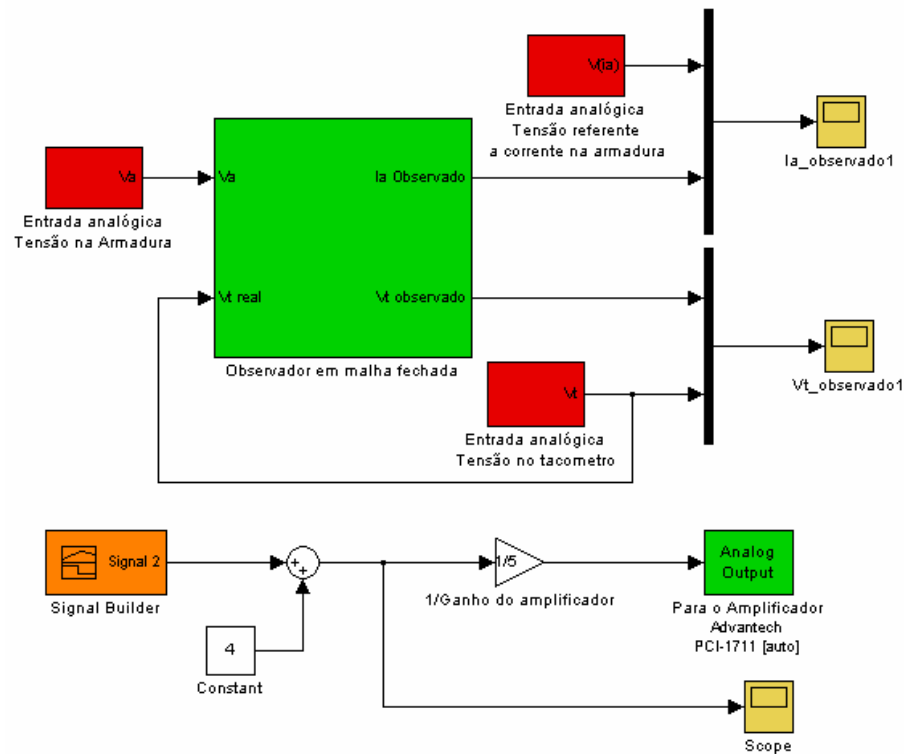 V(ia)
Entrada analógica
Tensão referente
a corrente na armadura
Ia_observado1
Va
Entrada analógica
Tensão na Armadura
Va
Ia Observado
Vt real
Vt observado
Observador em malha fechada
Vt
Entrada analógica
Tensão no tacometro
Vt_observado1
Signal 2
Signal Builder
+
+
4
Constant
1/5
1/Ganho do amplificador
Analog
Output
Para o Amplificador
Advantech
PCI-1711 [auto]
Scope